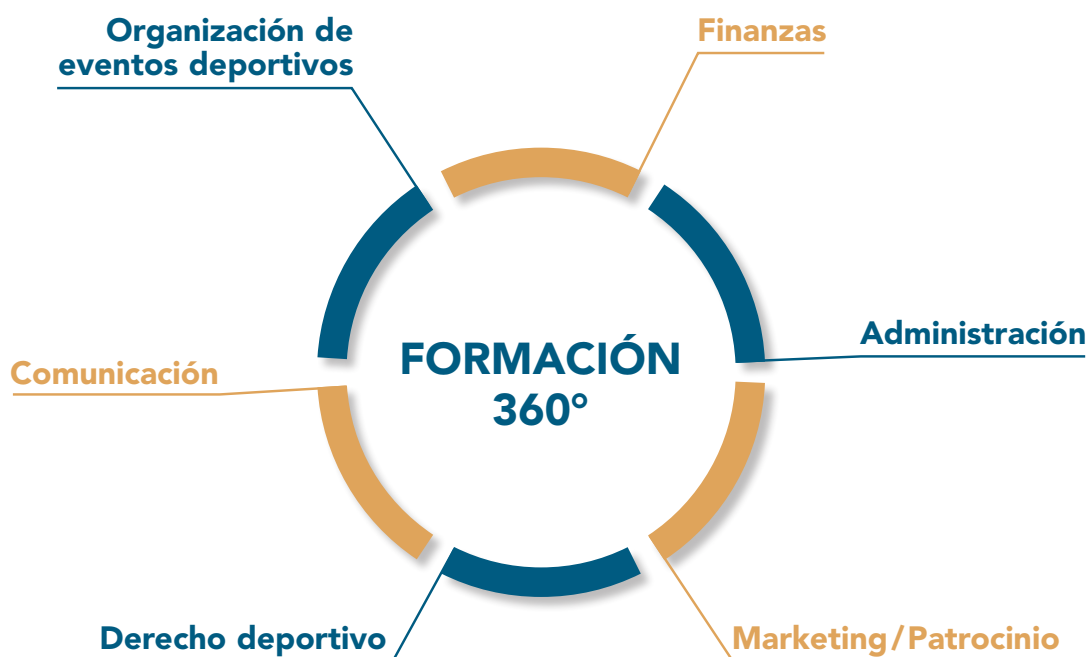 Organización de
eventos deportivos
Finanzas
Administración
FORMACIÓN
360°
Comunicación
Derecho deportivo
Marketing/Patrocinio